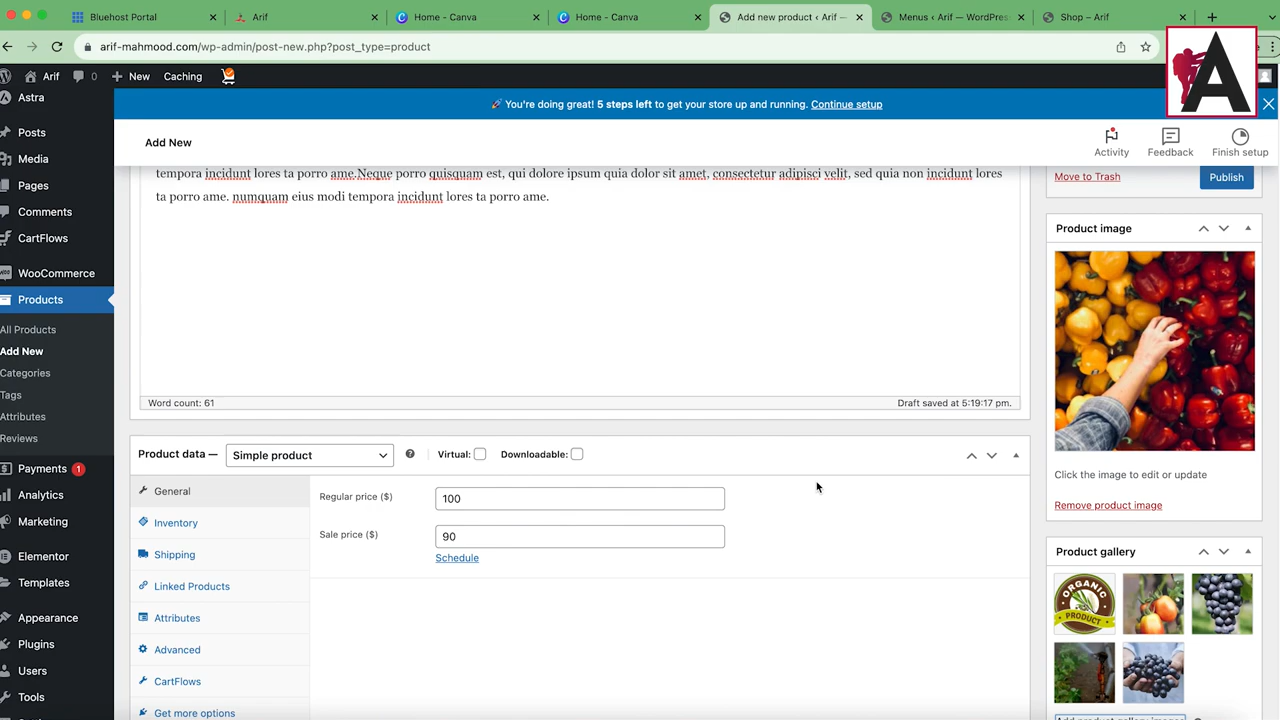 Bluehost Portal
Arif
Home - Canva
Home - Canva
Add new product ‹ Arif —
Menus ‹ Arif — WordPres
Shop – Arif
arif-mahmood.com/wp-admin/post-new.php?post_type=product
Arif
0
New
Caching
A
Astra
🚀 You're doing great! 5 steps left to get your store up and running. Continue setup
Add New
Activity
Feedback
Finish setup
Posts
Media
Pages
Comments
CartFlows
WooCommerce
Products
All Products
Add New
Categories
Tags
Attributes
Reviews
Payments 1
Analytics
Marketing
Elementor
Templates
Appearance
Plugins
Users
Tools
tempora incidunt lores ta porro ame.Neque porro quisquam est, qui dolore ipsum quia dolor sit amet, consectetur adipisci velit, sed quia non incidunt lores
ta porro ame. numquam eius modi tempora incidunt lores ta porro ame.
Word count: 61
Draft saved at 5:19:17 pm.
Product data —
Simple product
Virtual:
Downloadable:
General
Inventory
Shipping
Linked Products
Attributes
Advanced
CartFlows
Get more options
Regular price ($)
100
Sale price ($)
90
Schedule
Move to Trash
Publish
Product image
Click the image to edit or update
Remove product image
Product gallery
ORGANIC
PRODUCT
Add product gallery images